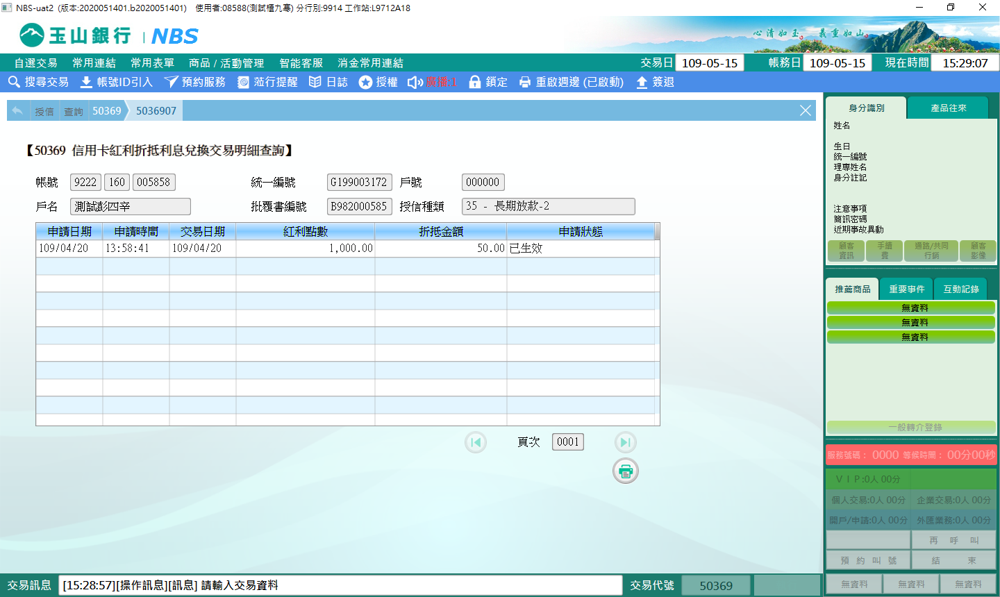 NBS-uat2 (版本:2020051401.b2020051401) 使用者:08588(測試櫃九寒) 分行別:9914 工作站:L9712A18
玉山銀行 NBS
心清如玉。 義重如山。
自選交易 常用連結 常用表單 商品 / 活動管理 智能客服 消金常用連結 交易日 109-05-15 帳務日 109-05-15 現在時間 15:29:07
搜尋交易 帳號ID引入 預約服務 蒞行提醒 日誌 授權 廣播:1 鎖定 重啟週邊 (已啟動) 簽退
授信 查詢 50369 5036907
【50369 信用卡紅利折抵利息兌換交易明細查詢】
帳號 9222 160 005858 統一編號 G199003172 戶號 000000
戶名 測試彭四辛 批覆書編號 B982000585 授信種類 35 - 長期放款-2
申請日期 申請時間 交易日期 紅利點數 折抵金額 申請狀態
109/04/20 13:58:41 109/04/20 1,000.00 50.00 已生效
頁次 0001
身分識別 產品往來
姓名
生日
統一編號
理專姓名
身分註記
注意事項
簡訊密碼
近期事故異動
顧客資訊 手續費 通路/共同行銷 顧客影像
推薦商品 重要事件 互動記錄
無資料
無資料
無資料
一般轉介登錄
服務號碼： 0000 等候時間： 00分00秒
ＶＩＰ:0人 00分
個人交易:0人 00分 企業交易:0人 00分
開戶/申請:0人 00分 外匯業務:0人 00分
再 呼 叫
預 約 叫 號 結 束
無資料 無資料 無資料
交易訊息 [15:28:57][操作訊息][訊息] 請輸入交易資料 交易代號 50369